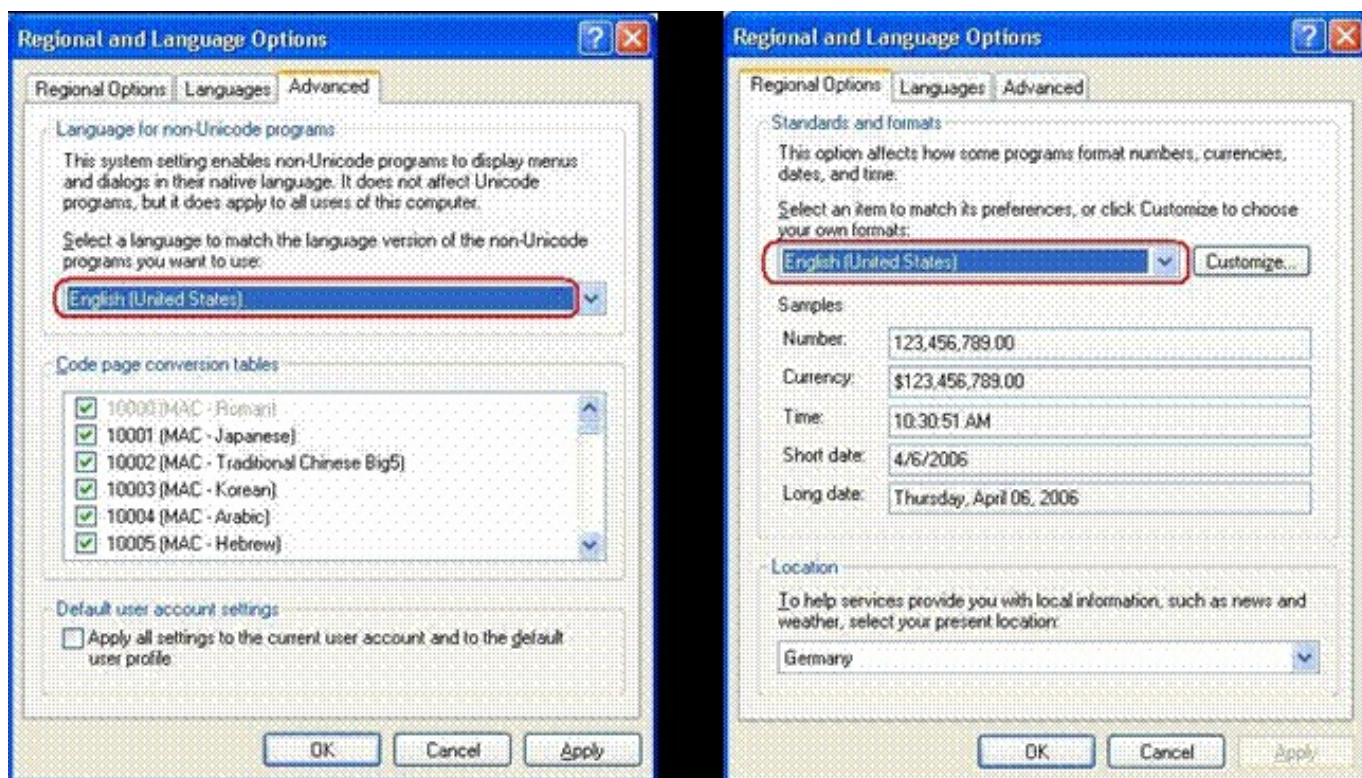 Regional and Language Options
Regional Options
Languages
Advanced
Language for non-Unicode programs
This system setting enables non-Unicode programs to display menus
and dialogs in their native language. It does not affect Unicode
programs, but it does apply to all users of this computer.
Select a language to match the language version of the non-Unicode
programs you want to use:
English (United States)
Code page conversion tables
10000 (MAC - Roman)
10001 (MAC - Japanese)
10002 (MAC - Traditional Chinese Big5)
10003 (MAC - Korean)
10004 (MAC - Arabic)
10005 (MAC - Hebrew)
Default user account settings
Apply all settings to the current user account and to the default
user profile
OK
Cancel
Apply
Regional and Language Options
Regional Options
Languages
Advanced
Standards and formats
This option affects how some programs format numbers, currencies,
dates, and time.
Select an item to match its preferences, or click Customize to choose
your own formats:
English (United States)
Customize...
Samples
Number: 123,456,789.00
Currency: $123,456,789.00
Time: 10:30:51 AM
Short date: 4/6/2006
Long date: Thursday, April 06, 2006
Location
To help services provide you with local information, such as news and
weather, select your present location:
Germany
OK
Cancel
Apply